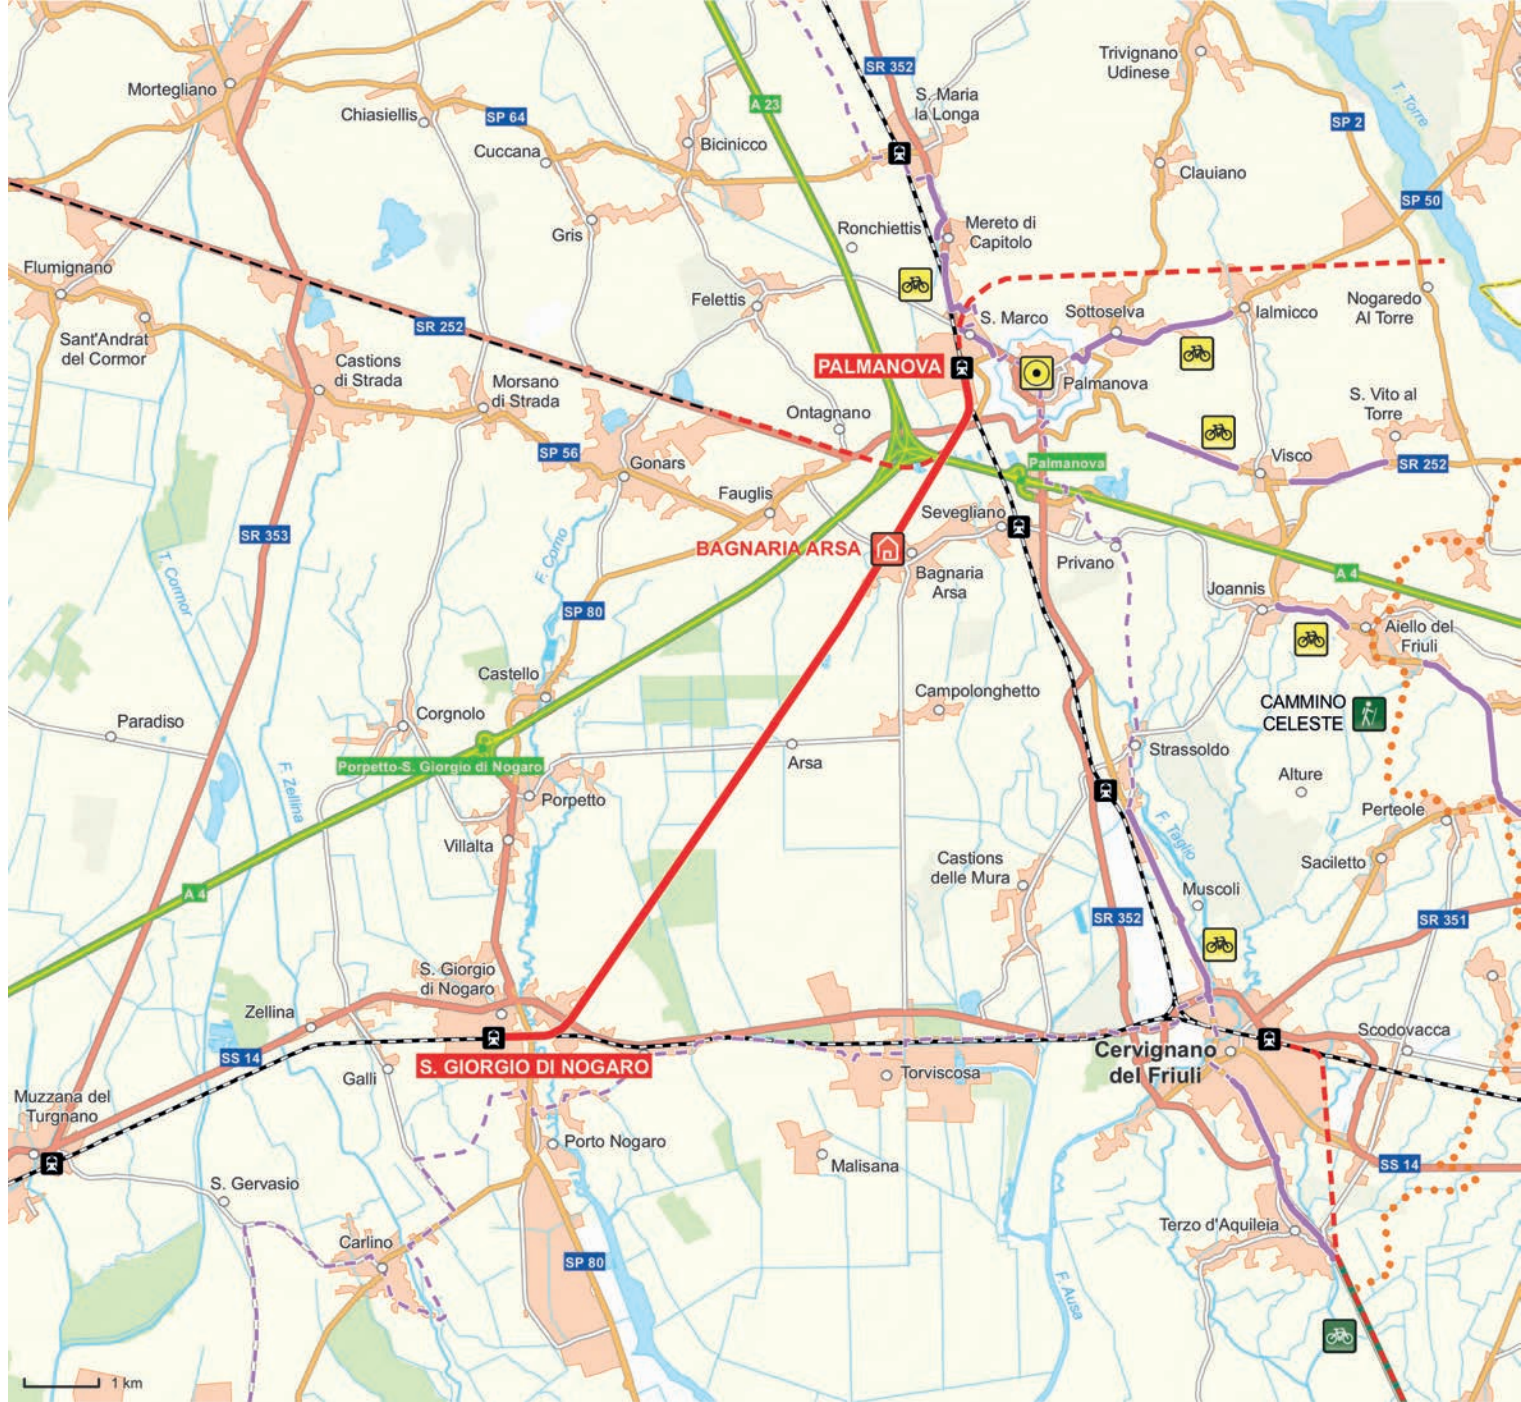 SR 352
Trivignano
Udinese
Mortegliano
S. Maria
la Longa
A 23
T. Torre
Chiasiellis
SP 64
SP 2
Cuccana
Bicinicco
Clauiano
SP 50
Gris
Ronchiettis
Mereto di
Capitolo
Flumignano
Felettis
S. Marco
Sottoselva
Ialmicco
Nogaredo
Al Torre
Sant'Andrat
del Cormor
SR 252
Castions
di Strada
PALMANOVA
Palmanova
Morsano
di Strada
Ontagnano
S. Vito al
Torre
SP 56
Gonars
Palmanova
Visco
SR 252
Fauglis
Sevegliano
SR 353
F. Corno
BAGNARIA ARSA
Privano
T. Cormor
Bagnaria
Arsa
Joannis
A 4
SP 80
Aiello del
Friuli
Castello
Campolonghetto
CAMMINO
CELESTE
Paradiso
Corgnolo
Strassoldo
Porpetto-S. Giorgio di Nogaro
Arsa
Alture
F. Zellina
Porpetto
Perteole
F. Taglio
Villalta
Castions
delle Mura
Saciletto
A 4
Muscoli
SR 352
SR 351
S. Giorgio
di Nogaro
Zellina
Scodovacca
SS 14
Cervignano
del Friuli
S. GIORGIO DI NOGARO
Galli
Torviscosa
Muzzana del
Turgnano
Porto Nogaro
Malisana
SS 14
S. Gervasio
Terzo d'Aquileia
Carlino
SP 80
F. Ausa
1 km